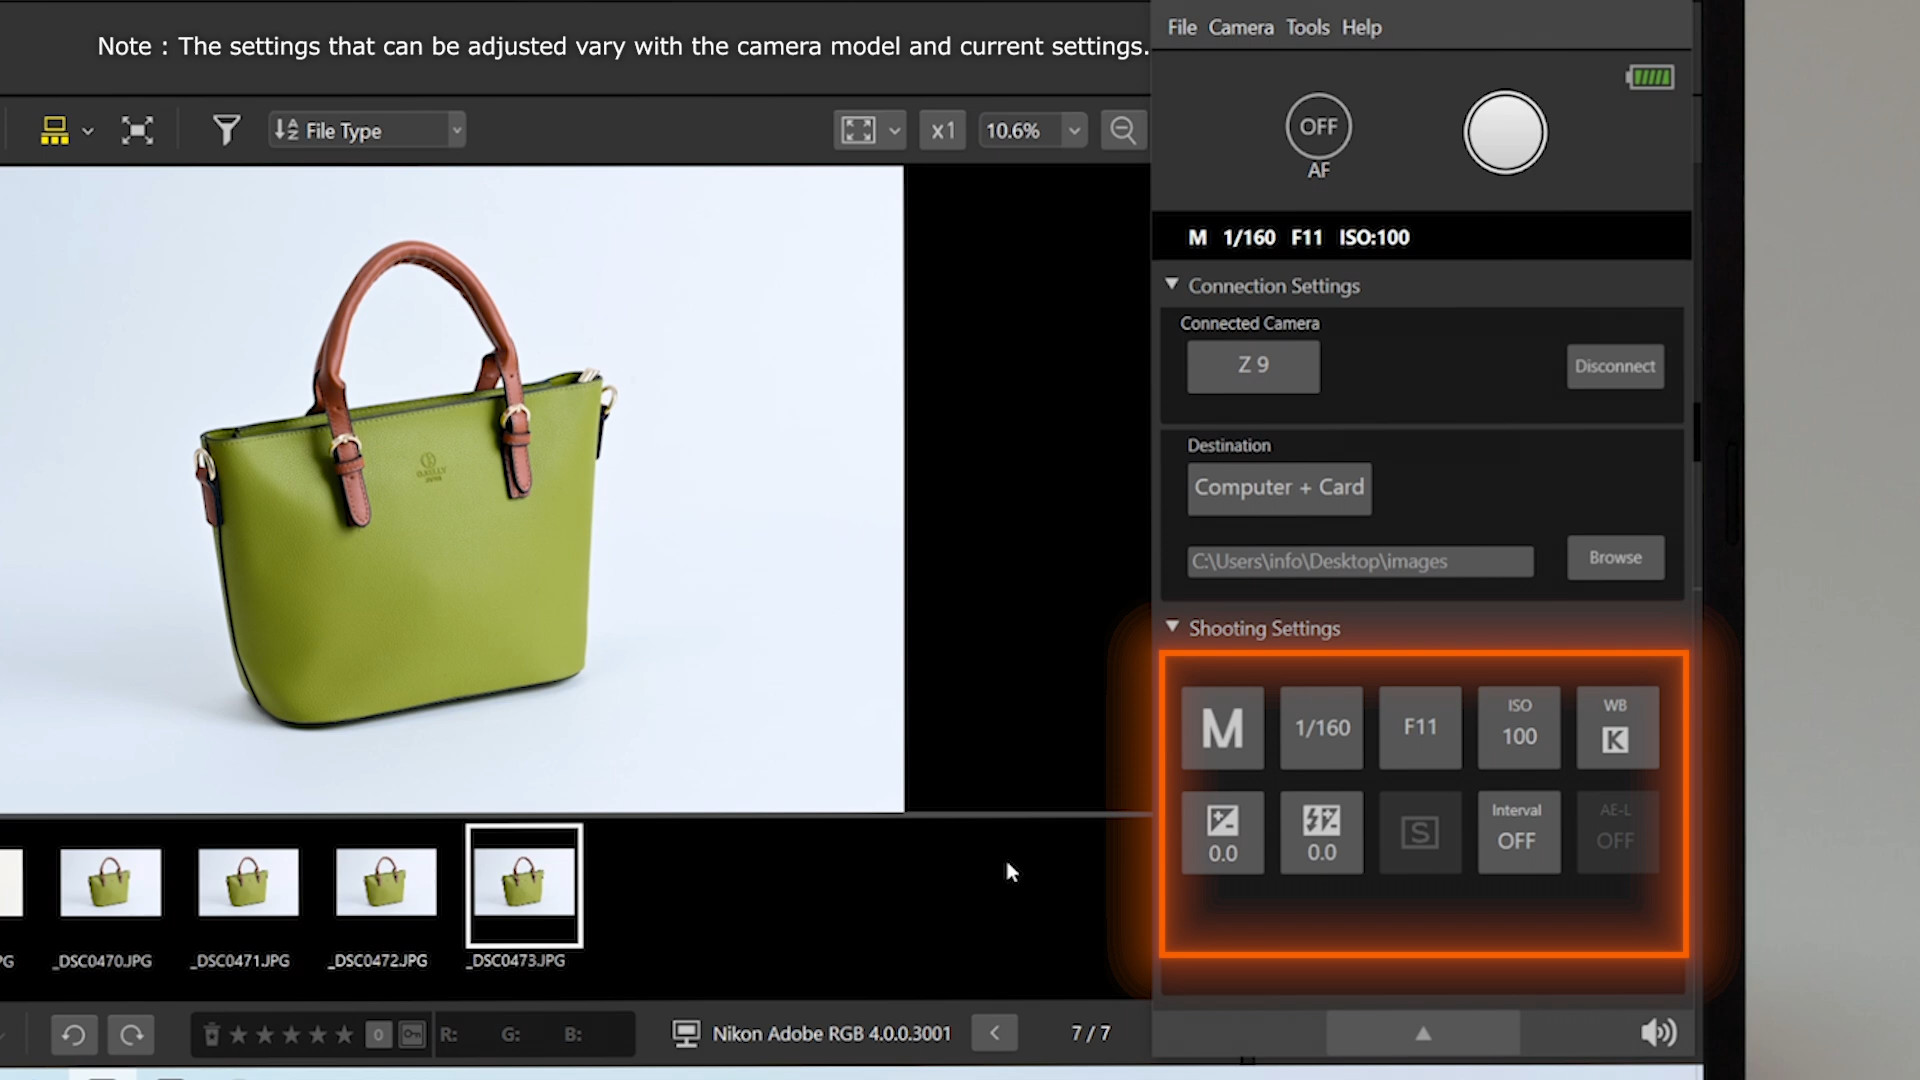 Note : The settings that can be adjusted vary with the camera model and current settings.
File Camera Tools Help
File Type
x1
10.6%
OFF
AF
M 1/160 F11 ISO:100
Connection Settings
Connected Camera
Z 9
Disconnect
Destination
Computer + Card
C:\Users\info\Desktop\images
Browse
Shooting Settings
M
1/160
F11
ISO
100
WB
K
0.0
0.0
S
Interval
OFF
AE-L
OFF
PG
_DSC0470.JPG
_DSC0471.JPG
_DSC0472.JPG
_DSC0473.JPG
0
R:
G:
B:
Nikon Adobe RGB 4.0.0.3001
7 / 7